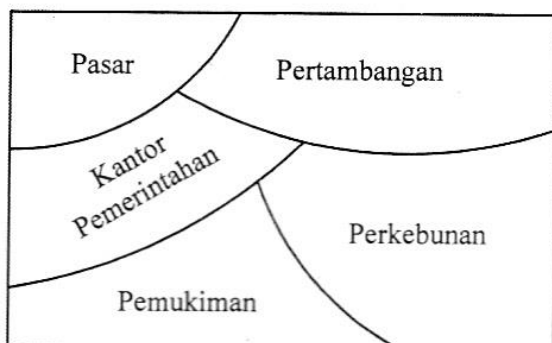 Pasar
Pertambangan
Kantor
Pemerintahan
Perkebunan
Pemukiman